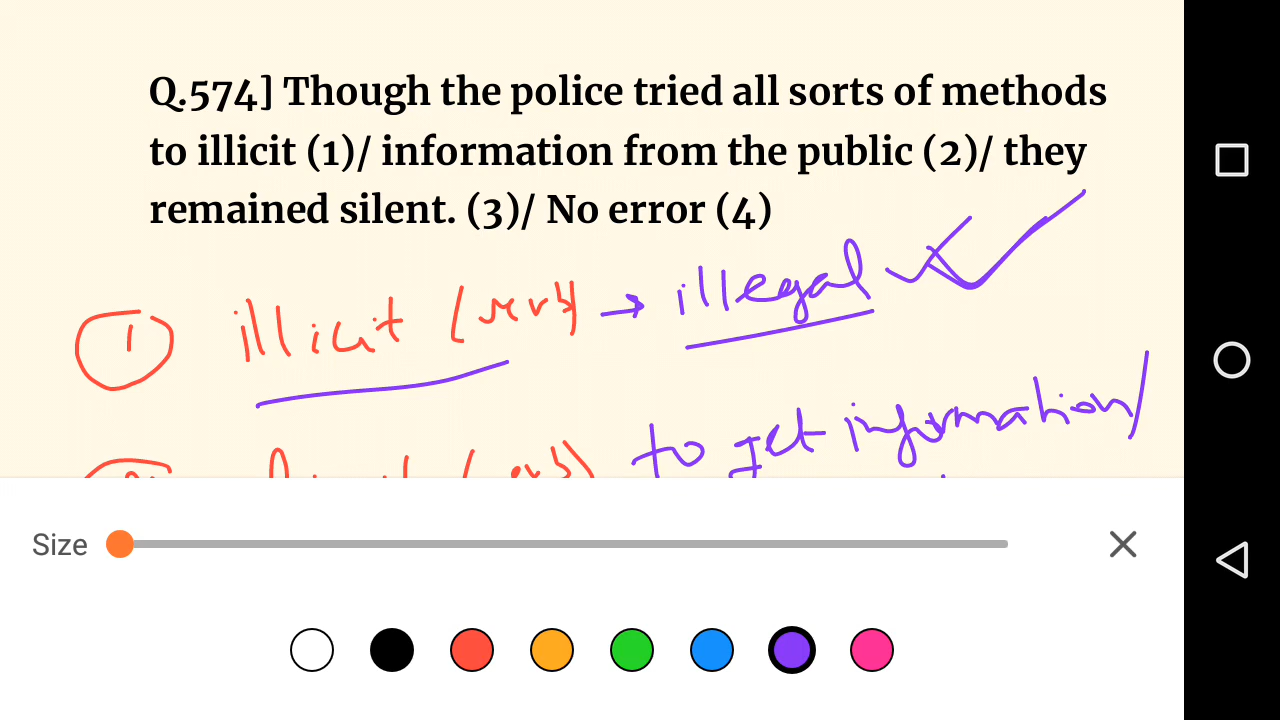 Q.574] Though the police tried all sorts of methods
to illicit (1)/ information from the public (2)/ they
remained silent. (3)/ No error (4)
1 illicit → illegal
to get information/
Size